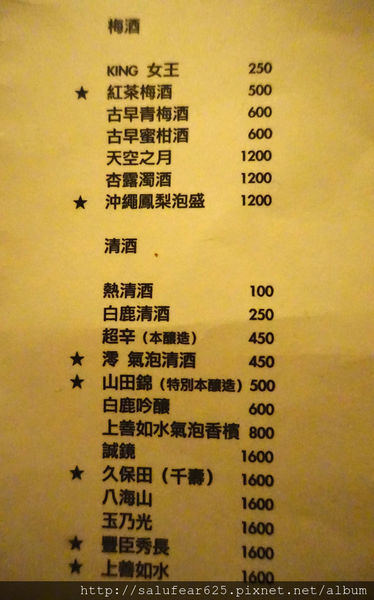 梅酒
KING 女王 250
★ 紅茶梅酒 500
古早青梅酒 600
古早蜜柑酒 600
天空之月 1200
杏露濁酒 1200
★ 沖繩鳳梨泡盛 1200
清酒
熱清酒 100
白鹿清酒 250
超辛（本釀造） 450
★ 澪 氣泡清酒 450
★ 山田錦（特別本釀造） 500
白鹿吟釀 600
上善如水氣泡香檳 800
誠鏡 1600
★ 久保田（千壽） 1600
八海山 1600
玉乃光 1600
★ 豐臣秀長 1600
★ 上善如水 1600
http://salufear625.pixnet.net/album